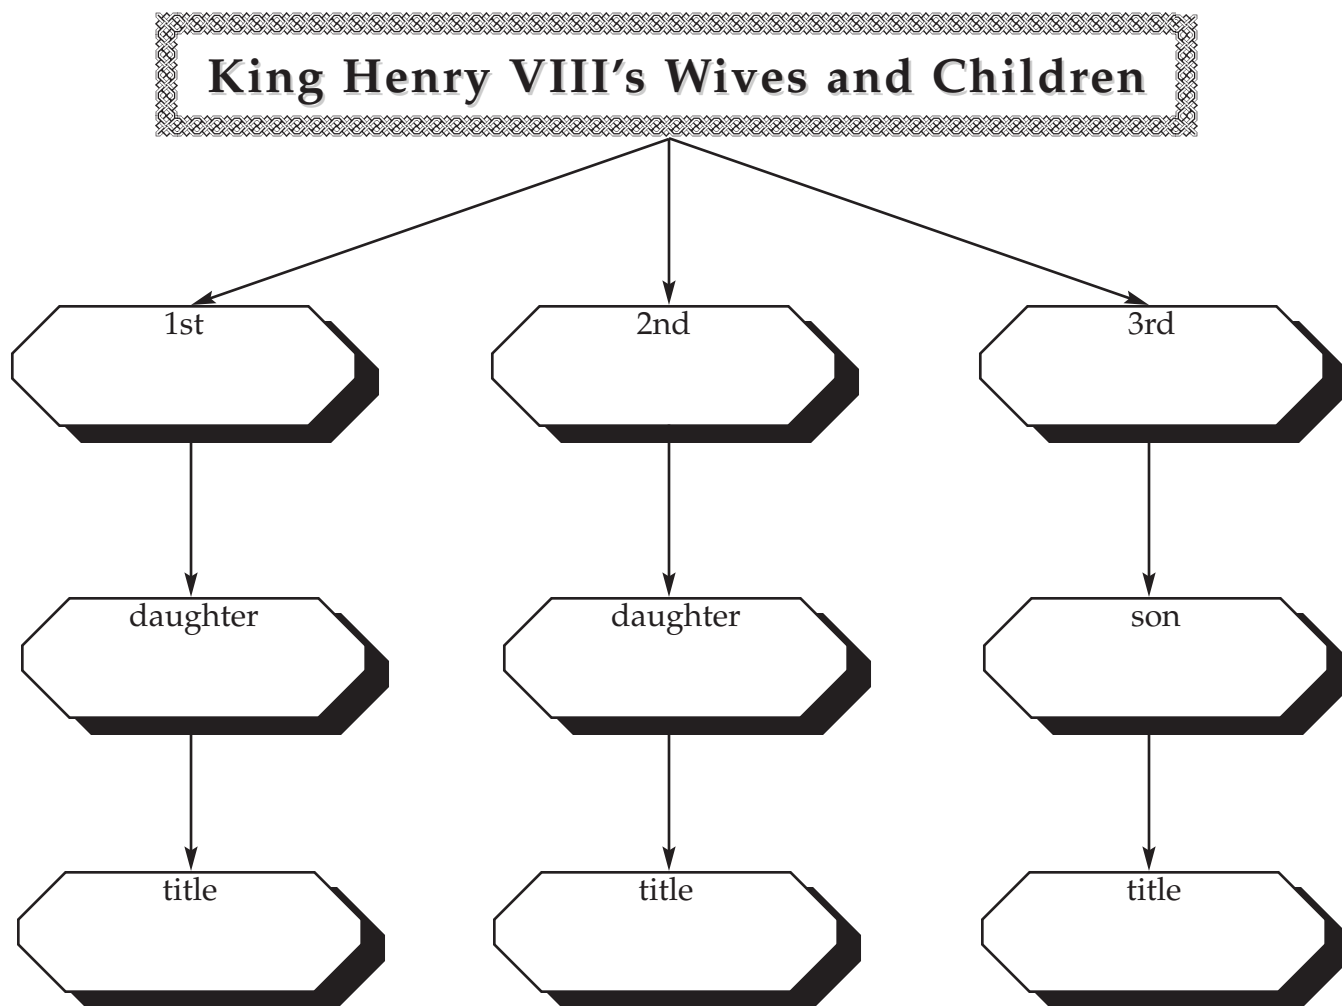 King Henry VIII's Wives and Children
1st
2nd
3rd
daughter
daughter
son
title
title
title